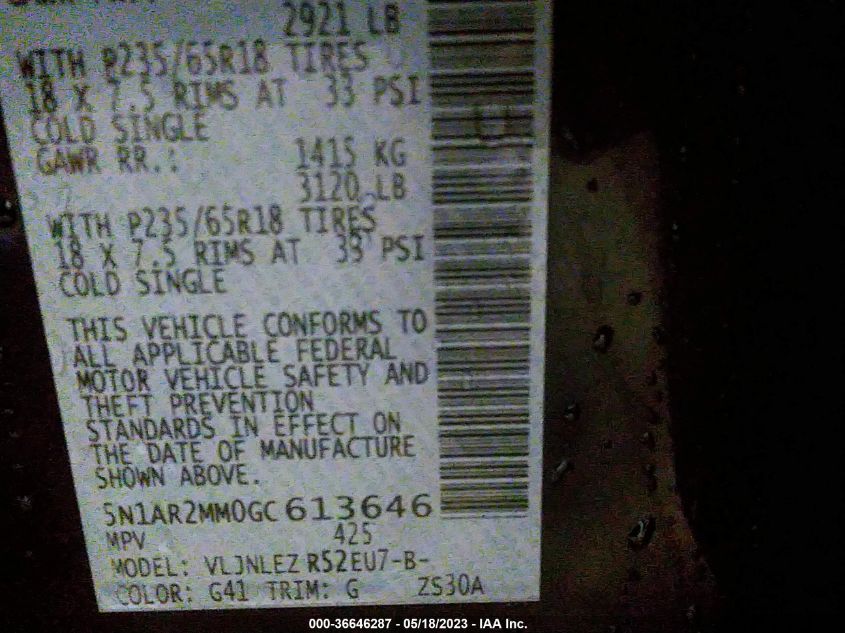 2921 LB
WITH P235/65R18 TIRES
18 X 7.5 RIMS AT 33 PSI
COLD SINGLE
GAWR RR.: 1415 KG
3120 LB
WITH P235/65R18 TIRES
18 X 7.5 RIMS AT 33 PSI
COLD SINGLE
THIS VEHICLE CONFORMS TO
ALL APPLICABLE FEDERAL
MOTOR VEHICLE SAFETY AND
THEFT PREVENTION
STANDARDS IN EFFECT ON
THE DATE OF MANUFACTURE
SHOWN ABOVE.
5N1AR2MM0GC613646
MPV 425
MODEL: VLJNLEZ R52EU7-B-
COLOR: G41 TRIM: G ZS30A
000-36646287 - 05/18/2023 - IAA Inc.